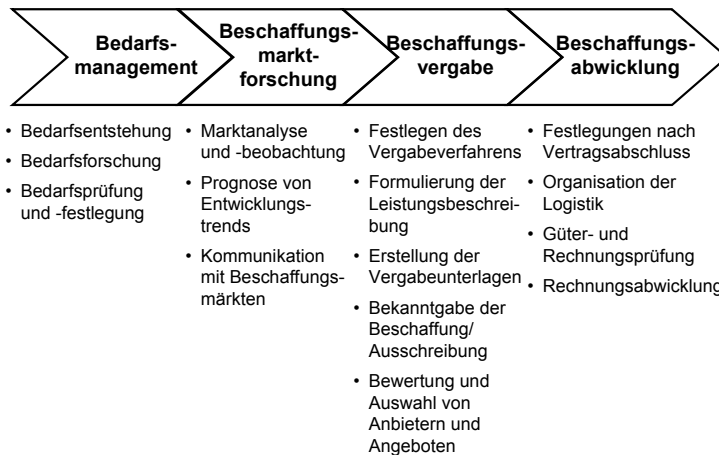 Bedarfs-
management
Beschaffungs-
markt-
forschung
Beschaffungs-
vergabe
Beschaffungs-
abwicklung
• Bedarfsentstehung
• Bedarfsforschung
• Bedarfsprüfung
und -festlegung
• Marktanalyse
und -beobachtung
• Prognose von
Entwicklungs-
trends
• Kommunikation
mit Beschaffungs-
märkten
• Festlegen des
Vergabeverfahrens
• Formulierung der
Leistungsbeschrei-
bung
• Erstellung der
Vergabeunterlagen
• Bekanntgabe der
Beschaffung/
Ausschreibung
• Bewertung und
Auswahl von
Anbietern und
Angeboten
• Festlegungen nach
Vertragsabschluss
• Organisation der
Logistik
• Güter- und
Rechnungsprüfung
• Rechnungsabwicklung